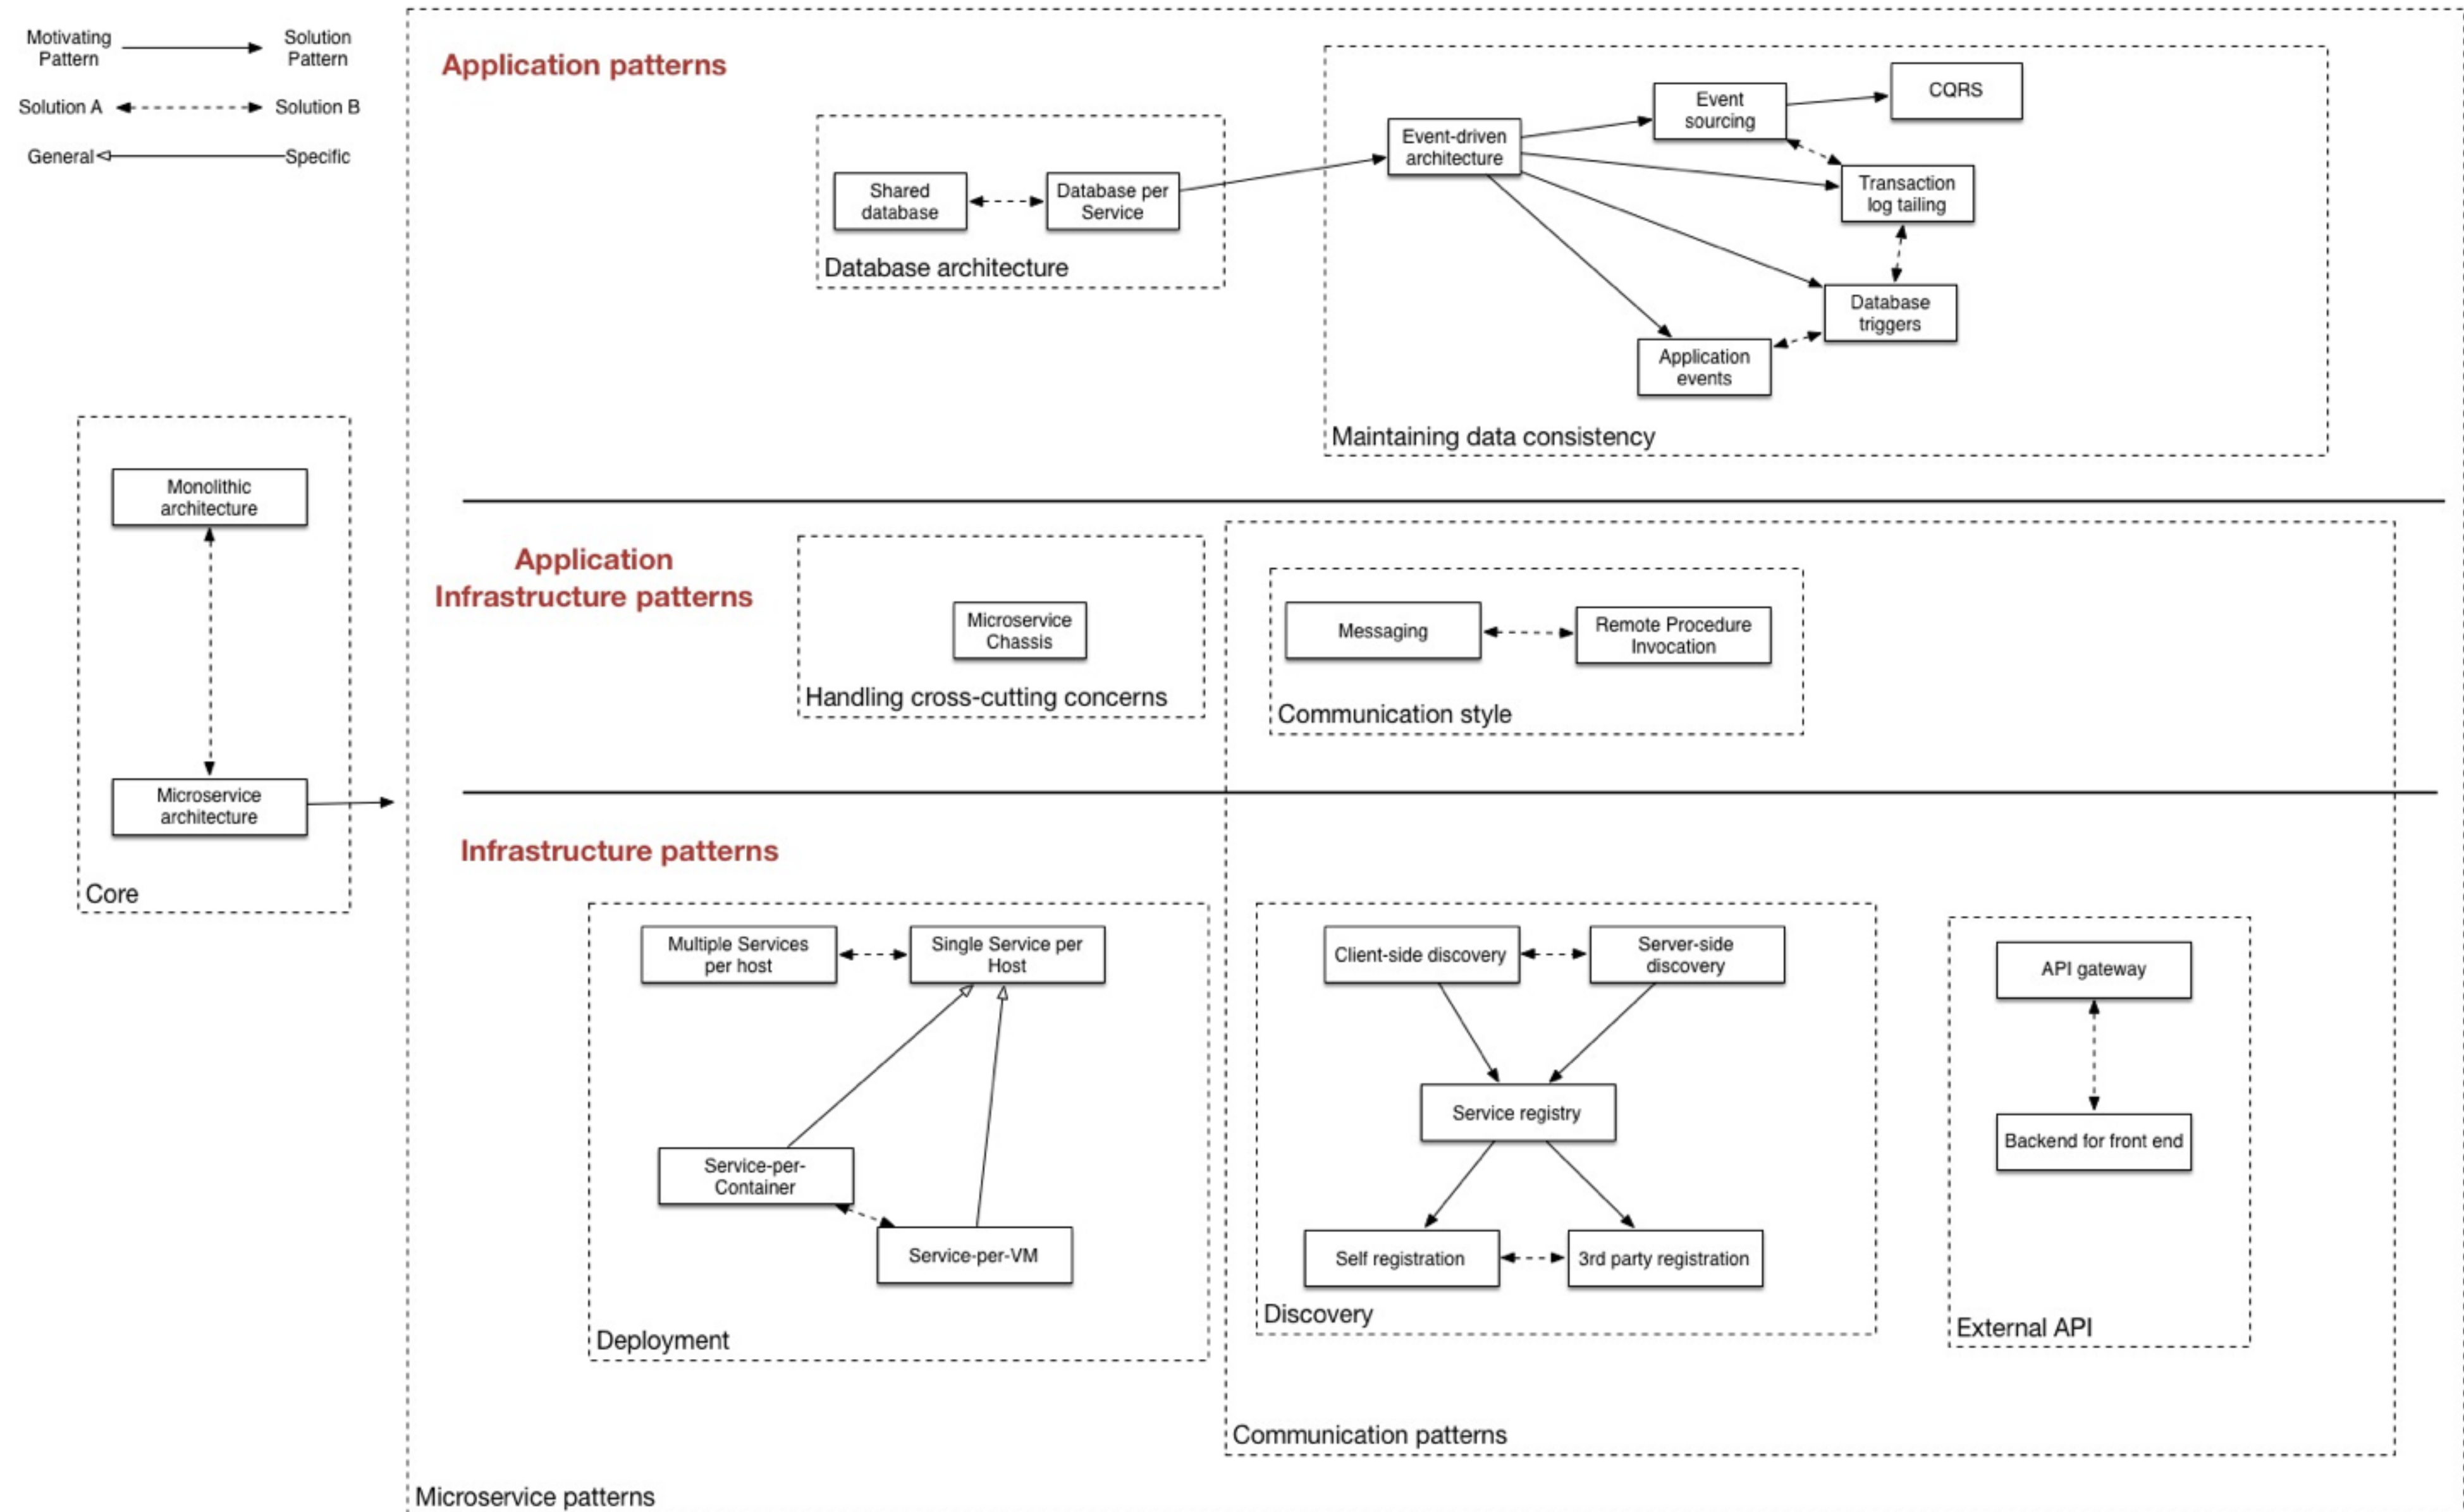 Motivating
Pattern
Solution
Pattern
Solution A
Solution B
General
Specific
Application patterns
Shared
database
Database per
Service
Database architecture
Event-driven
architecture
Event
sourcing
CQRS
Transaction
log tailing
Database
triggers
Application
events
Maintaining data consistency
Monolithic
architecture
Microservice
architecture
Core
Application
Infrastructure patterns
Microservice
Chassis
Handling cross-cutting concerns
Messaging
Remote Procedure
Invocation
Communication style
Infrastructure patterns
Multiple Services
per host
Single Service per
Host
Service-per-
Container
Service-per-VM
Deployment
Client-side discovery
Server-side
discovery
Service registry
Self registration
3rd party registration
Discovery
API gateway
Backend for front end
External API
Communication patterns
Microservice patterns